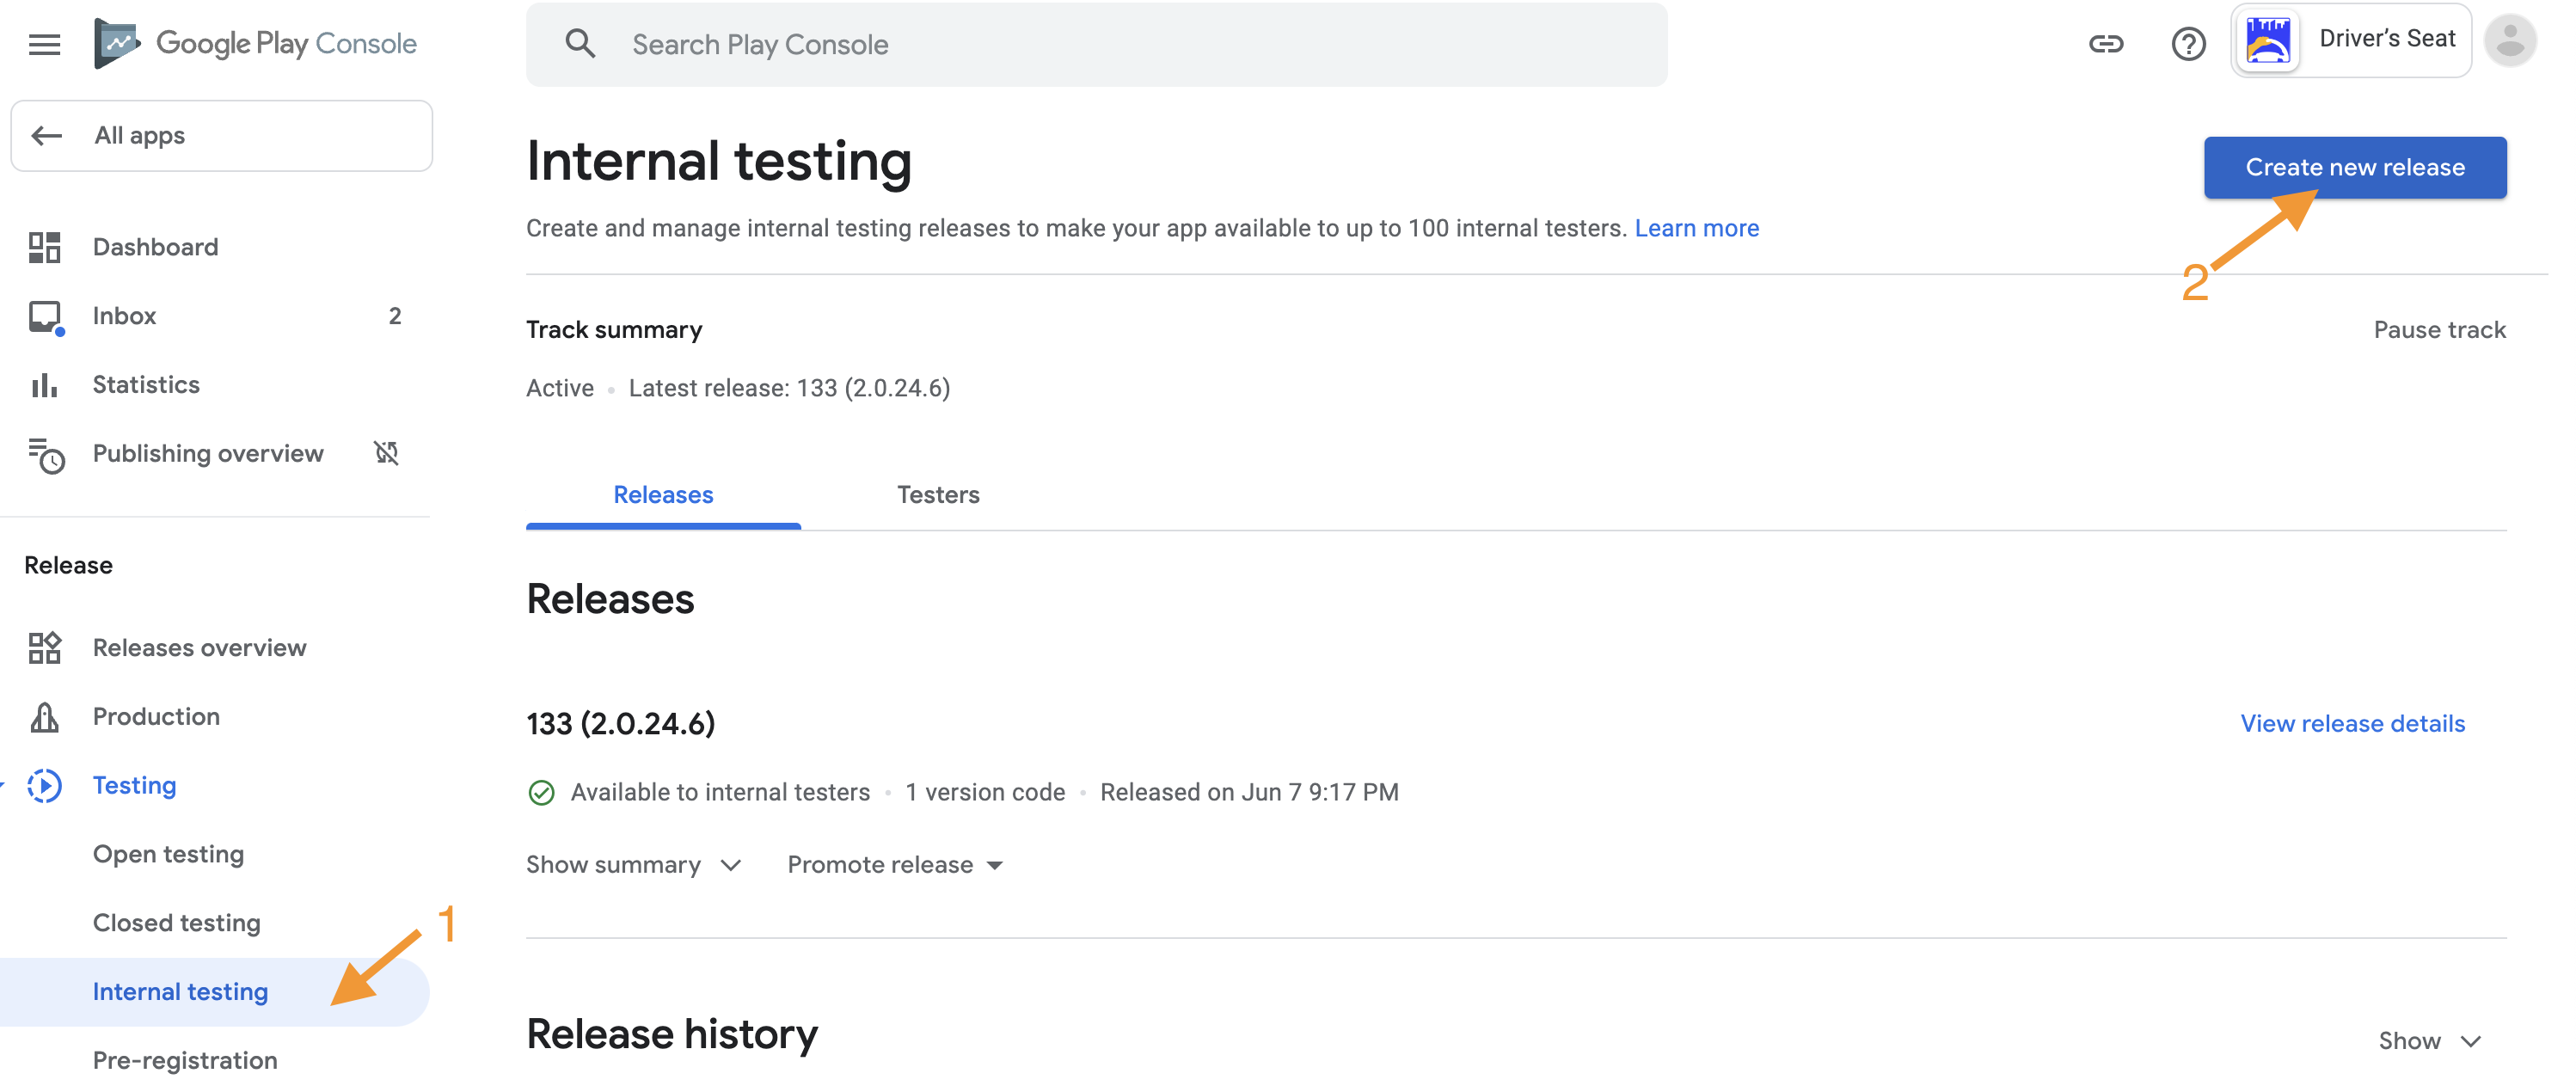 Google Play Console
Search Play Console
Driver's Seat
All apps
Dashboard
Inbox 2
Statistics
Publishing overview
Release
Releases overview
Production
Testing
Open testing
Closed testing
1
Internal testing
Pre-registration
Internal testing
Create new release
Create and manage internal testing releases to make your app available to up to 100 internal testers. Learn more
2
Track summary
Pause track
Active • Latest release: 133 (2.0.24.6)
Releases Testers
Releases
133 (2.0.24.6)
View release details
Available to internal testers • 1 version code • Released on Jun 7 9:17 PM
Show summary Promote release
Release history
Show